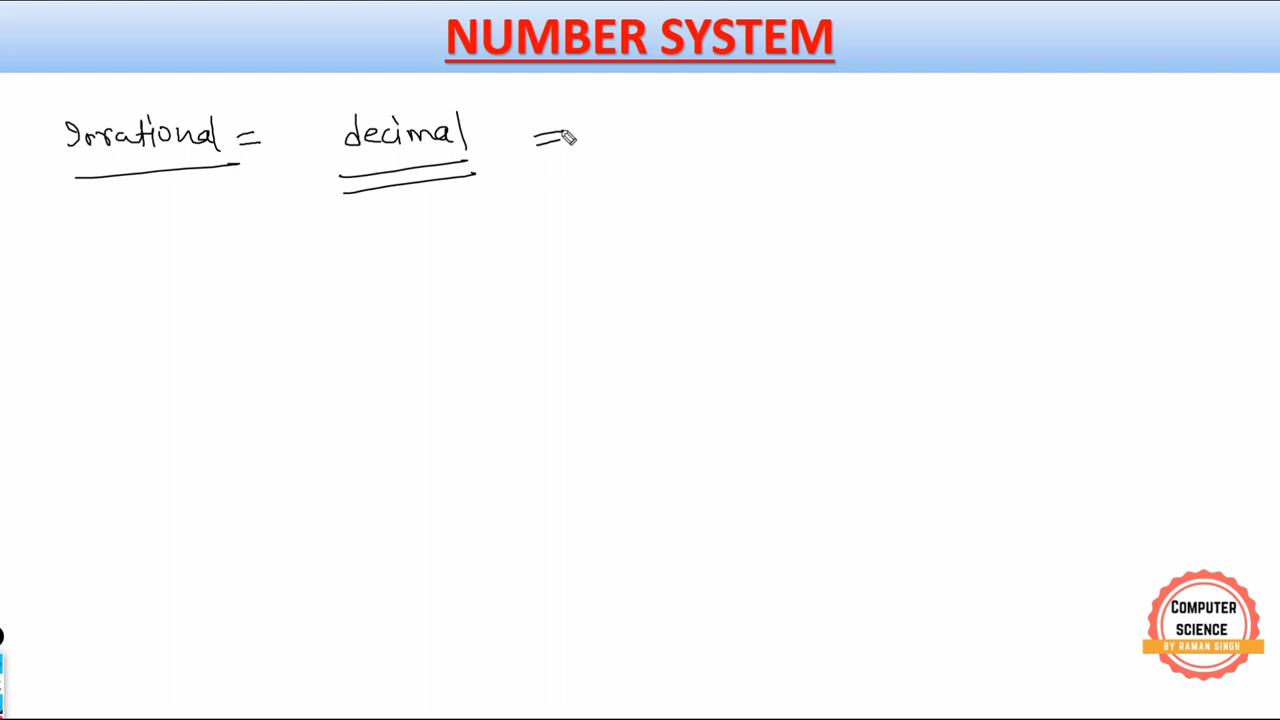 NUMBER SYSTEM
Irrational = decimal =
COMPUTER
SCIENCE
BY RAMAN SINGH